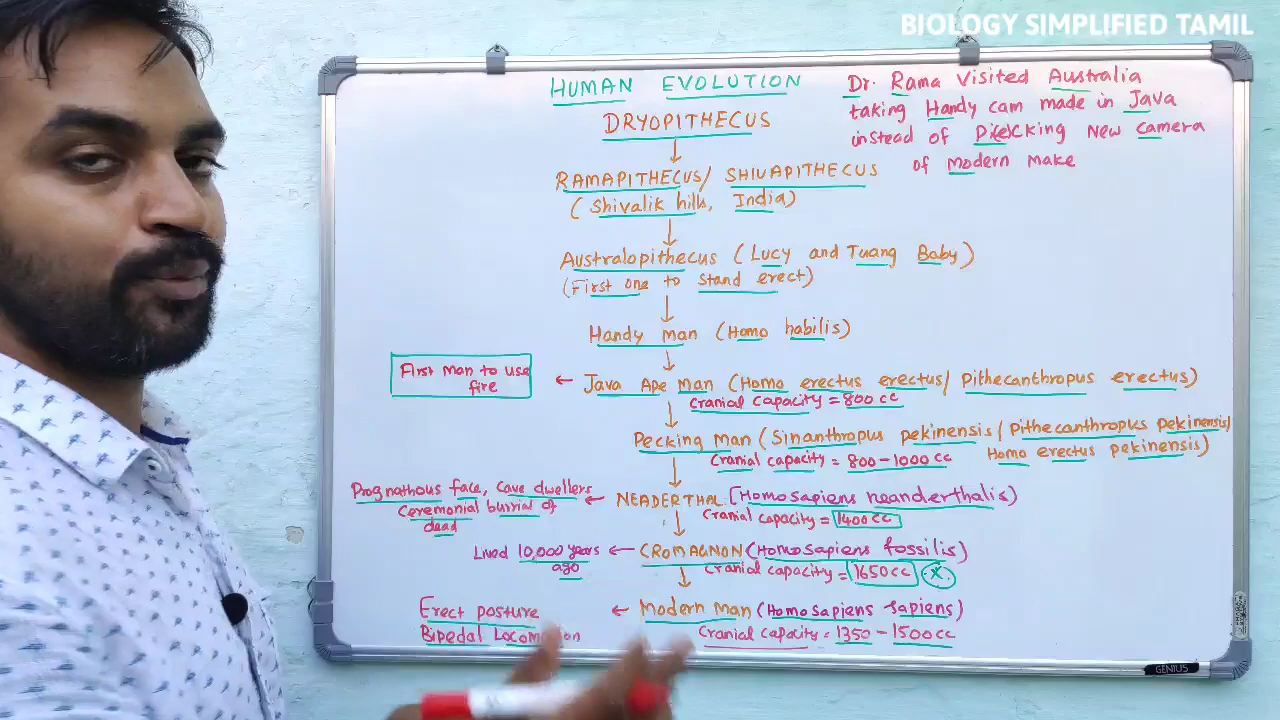 BIOLOGY SIMPLIFIED TAMIL
HUMAN EVOLUTION
Dr. Rama Visited Australia
taking Handy cam made in Java
instead of Pi(e)cking New camera
of modern make
DRYOPITHECUS
RAMAPITHECUS/ SHIVAPITHECUS
(Shivalik hills, India)
Australopithecus (Lucy and Tuang Baby)
(First one to stand erect)
Handy man (Homo habilis)
First Man to use
fire
← Java Ape Man (Homo erectus erectus/ Pithecanthropus erectus)
Cranial capacity = 800 cc
Pecking man (Sinanthropus pekinensis/ Pithecanthropus pekinensis/
Homo erectus pekinensis)
Cranial capacity = 800-1000 cc
Prognathous face, Cave dwellers
Ceremonial burrial of
dead
← NEADERTHAL [Homosapiens neanderthalis)
Cranial capacity = 1400 cc
Lived 10,000 years
ago
← CROMAGNON (Homosapiens fossilis)
Cranial capacity = 1650 cc
Erect posture
Bipedal Locomotion
← Modern Man (Homosapiens sapiens)
Cranial capacity = 1350 - 1500 cc
GENIUS